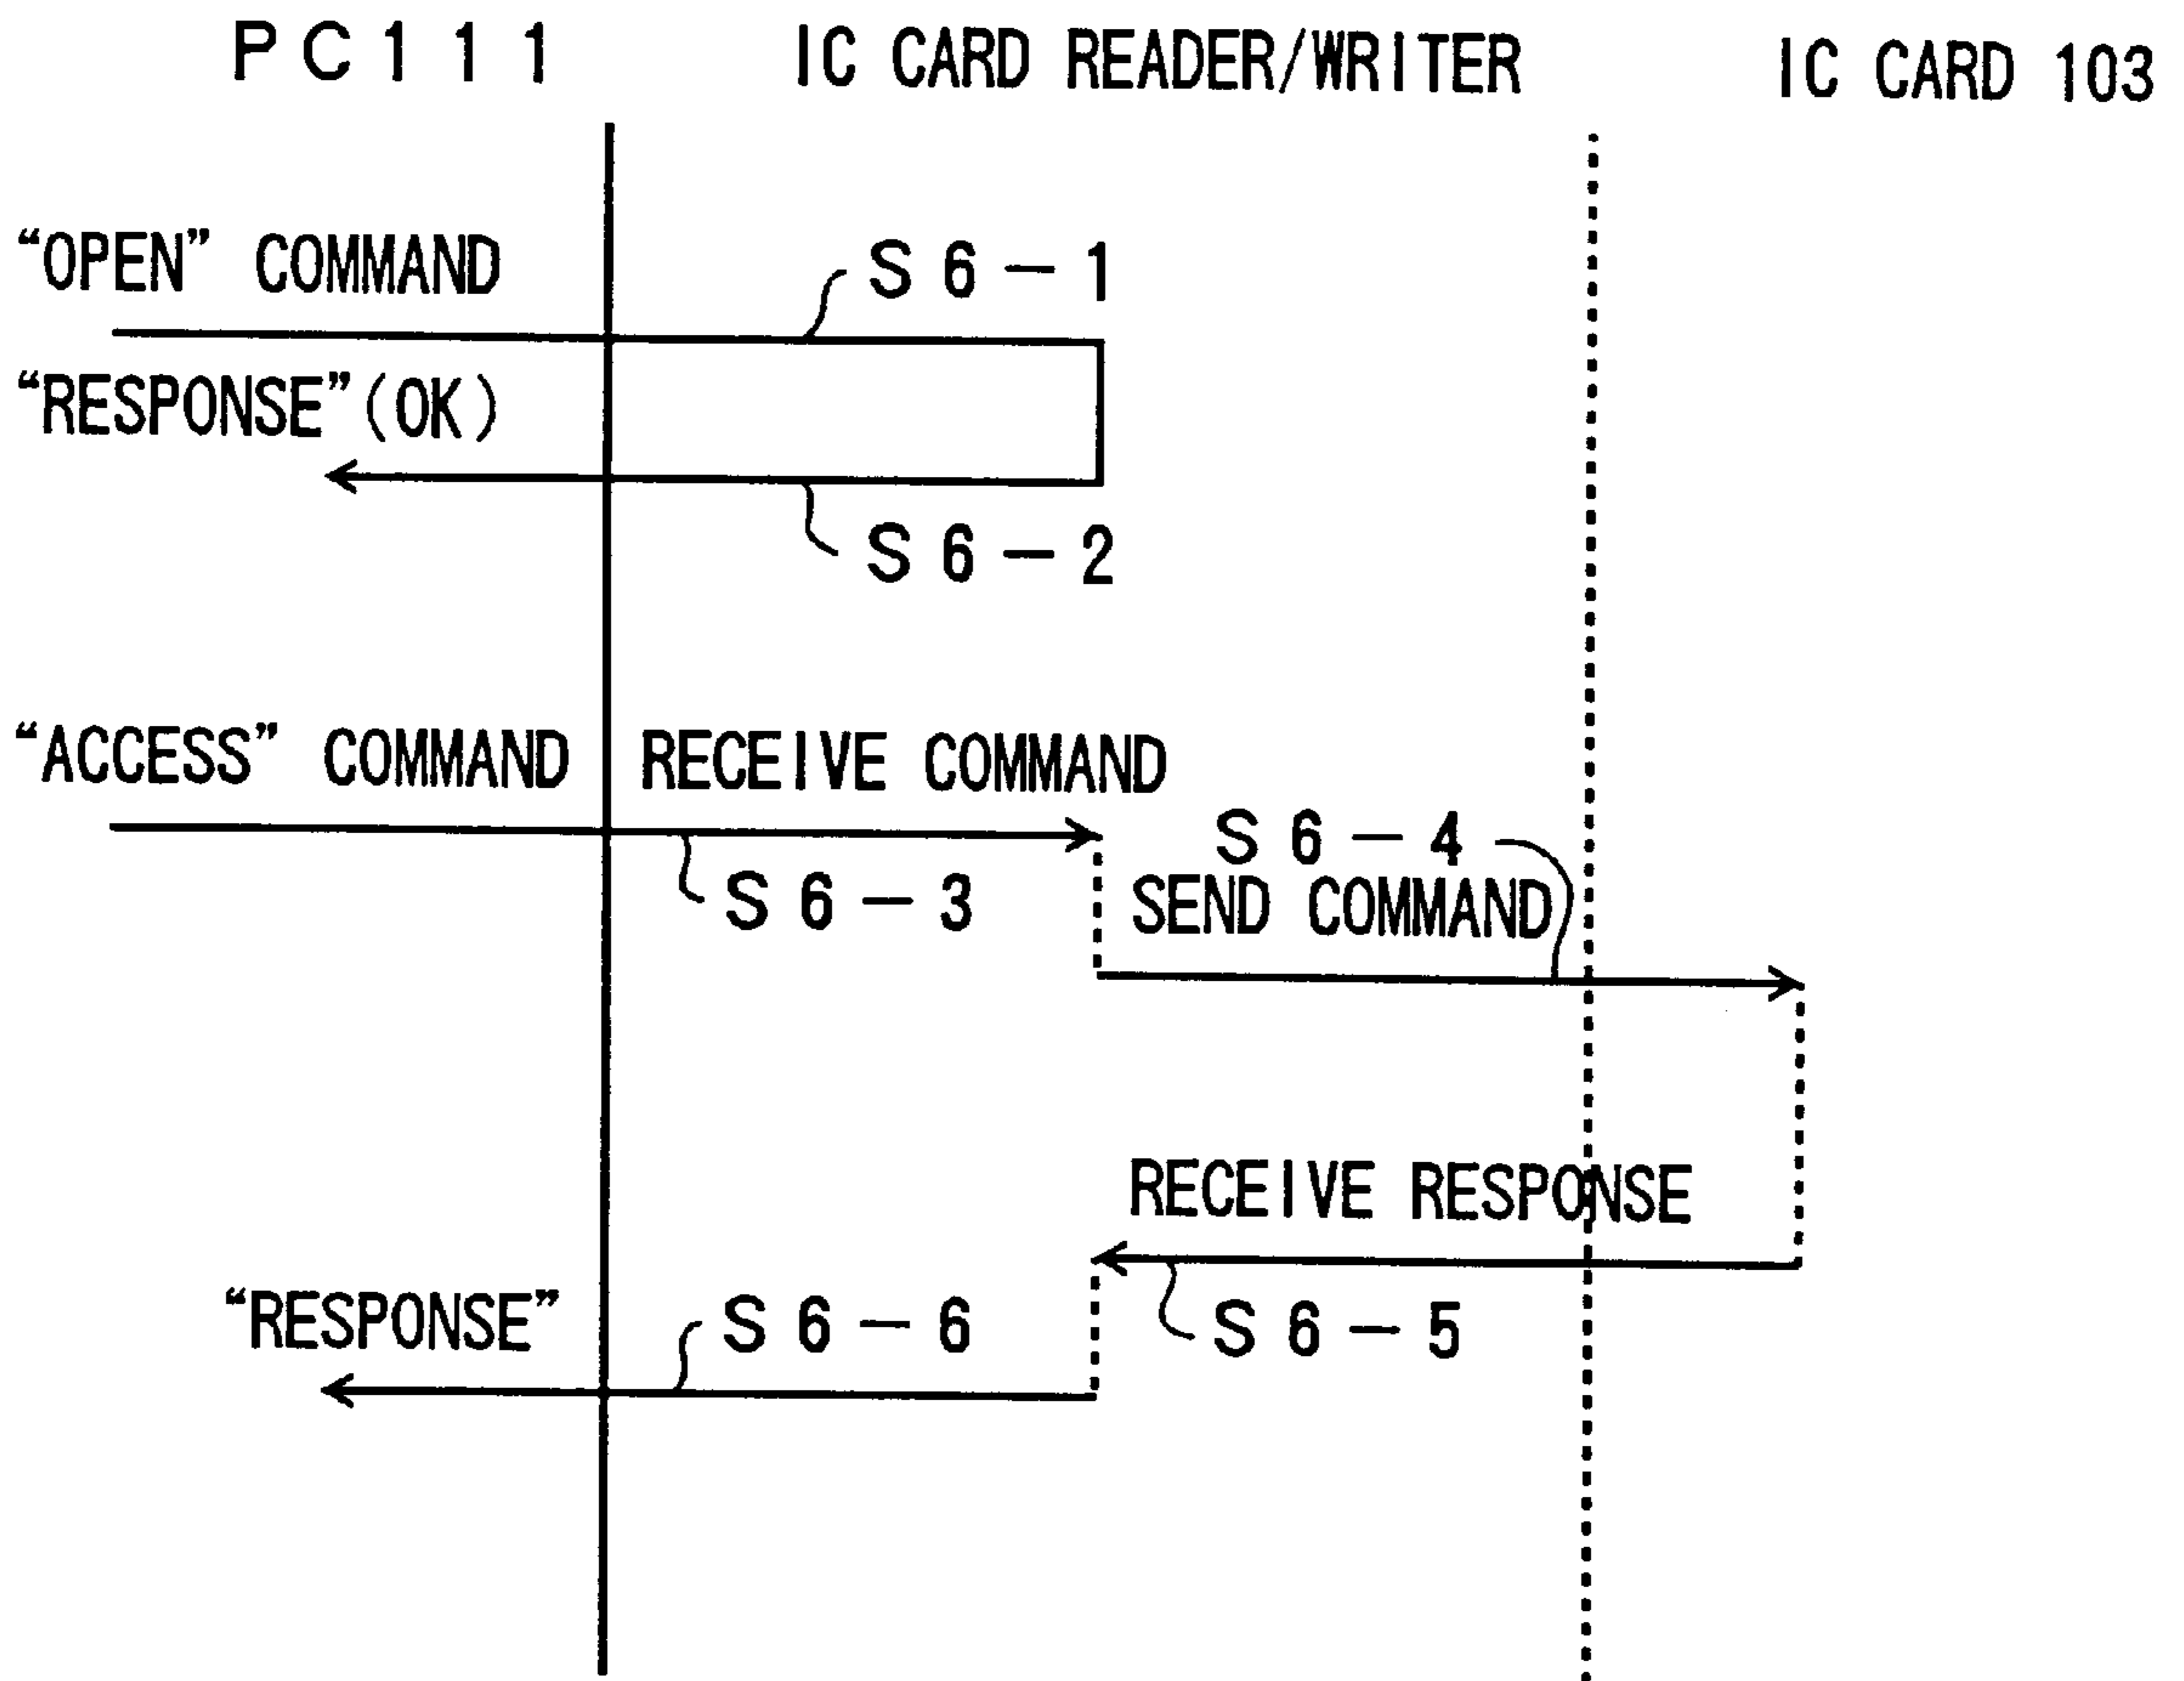 PC111 IC CARD READER/WRITER IC CARD 103
“OPEN” COMMAND
S6-1
“RESPONSE”(OK)
S6-2
“ACCESS” COMMAND RECEIVE COMMAND
S6-4
S6-3 SEND COMMAND
RECEIVE RESPONSE
“RESPONSE” S6-6 S6-5